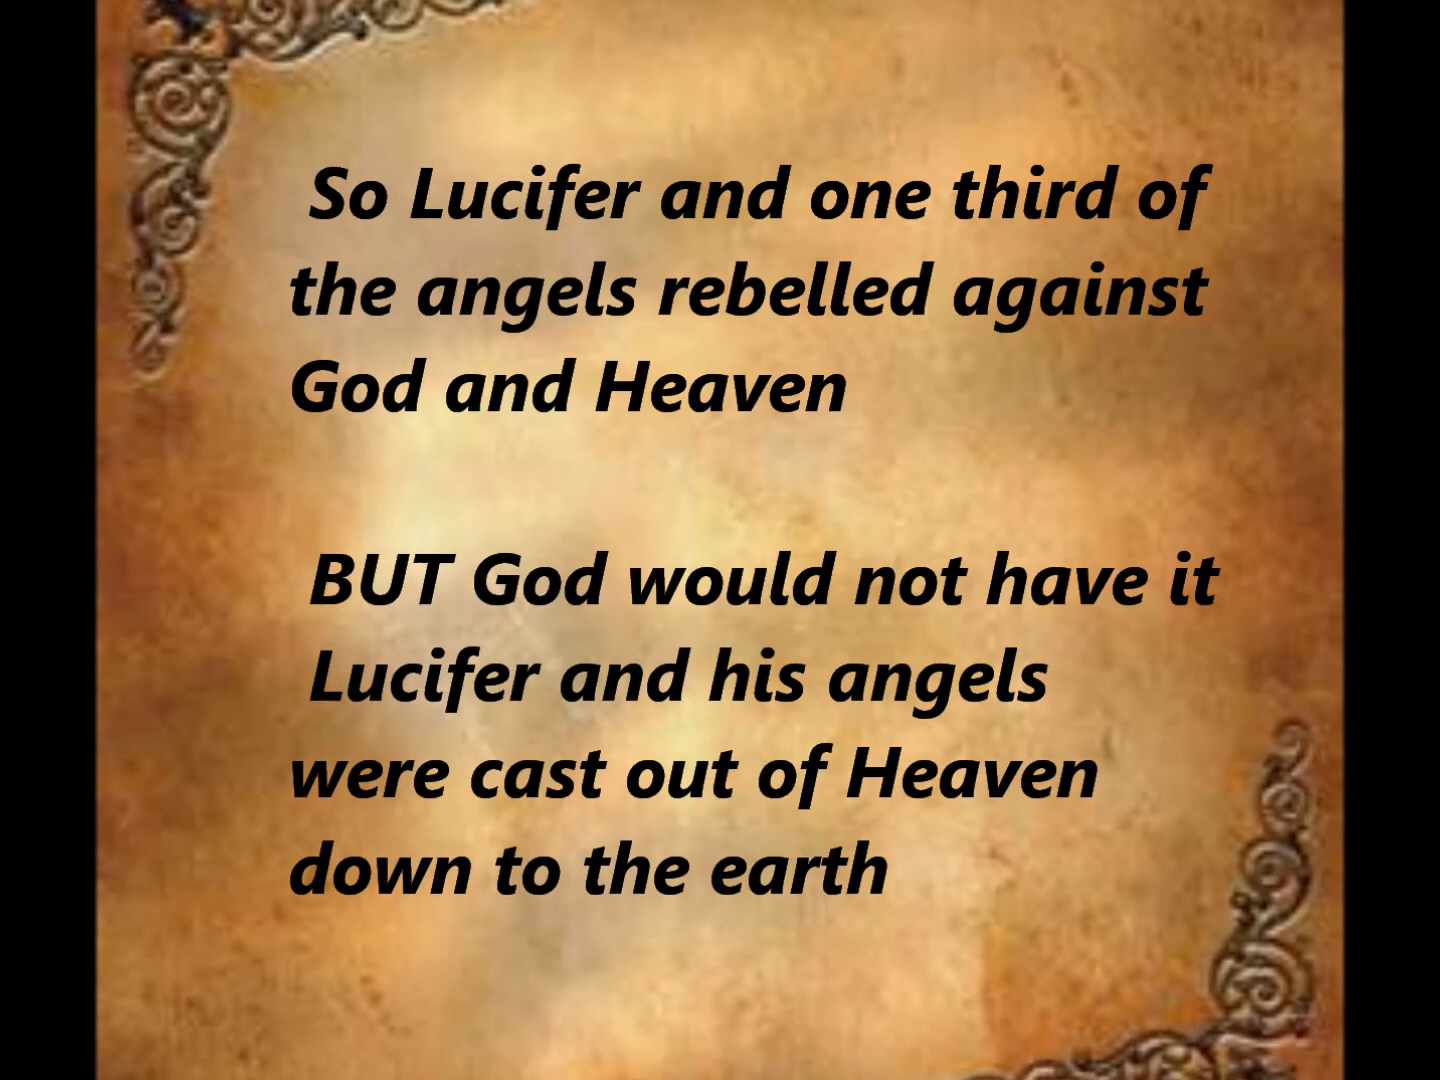 So Lucifer and one third of
the angels rebelled against
God and Heaven
BUT God would not have it
Lucifer and his angels
were cast out of Heaven
down to the earth